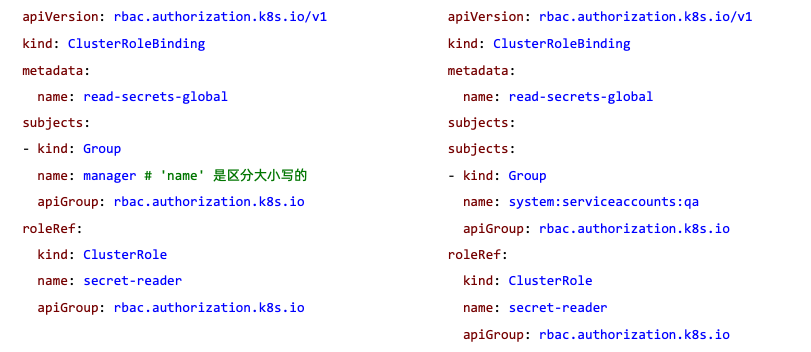 apiVersion: rbac.authorization.k8s.io/v1
kind: ClusterRoleBinding
metadata:
  name: read-secrets-global
subjects:
- kind: Group
  name: manager # 'name' 是区分大小写的
  apiGroup: rbac.authorization.k8s.io
roleRef:
  kind: ClusterRole
  name: secret-reader
  apiGroup: rbac.authorization.k8s.io
apiVersion: rbac.authorization.k8s.io/v1
kind: ClusterRoleBinding
metadata:
  name: read-secrets-global
subjects:
subjects:
- kind: Group
  name: system:serviceaccounts:qa
  apiGroup: rbac.authorization.k8s.io
roleRef:
  kind: ClusterRole
  name: secret-reader
  apiGroup: rbac.authorization.k8s.io